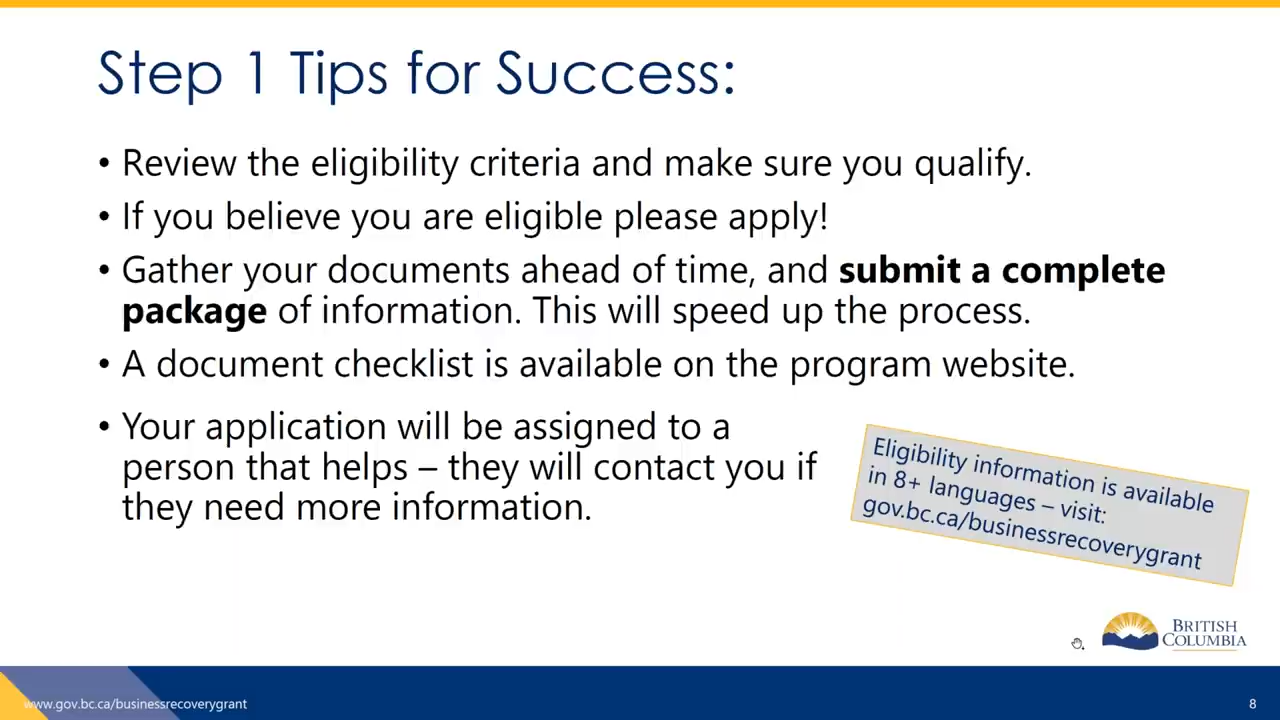 Step 1 Tips for Success:
• Review the eligibility criteria and make sure you qualify.
• If you believe you are eligible please apply!
• Gather your documents ahead of time, and submit a complete
package of information. This will speed up the process.
• A document checklist is available on the program website.
• Your application will be assigned to a
person that helps – they will contact you if
they need more information.
Eligibility information is available
in 8+ languages – visit:
gov.bc.ca/businessrecoverygrant
BRITISH
COLUMBIA
www.gov.bc.ca/businessrecoverygrant
8